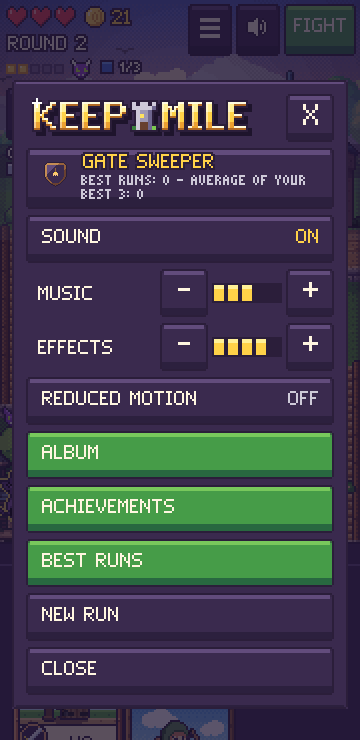 21
FIGHT
ROUND 2
1/3
KEEP MILE
X
GATE SWEEPER
BEST RUNS: 0 - AVERAGE OF YOUR
BEST 3: 0
SOUND ON
MUSIC - +
EFFECTS - +
REDUCED MOTION OFF
ALBUM
ACHIEVEMENTS
BEST RUNS
NEW RUN
CLOSE